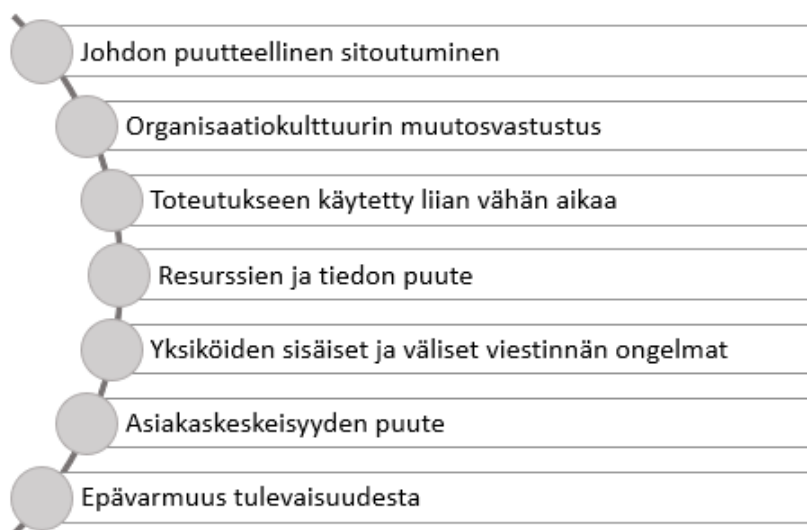 Johdon puutteellinen sitoutuminen
Organisaatiokulttuurin muutosvastustus
Toteutukseen käytetty liian vähän aikaa
Resurssien ja tiedon puute
Yksiköiden sisäiset ja väliset viestinnän ongelmat
Asiakaskeskeisyyden puute
Epävarmuus tulevaisuudesta